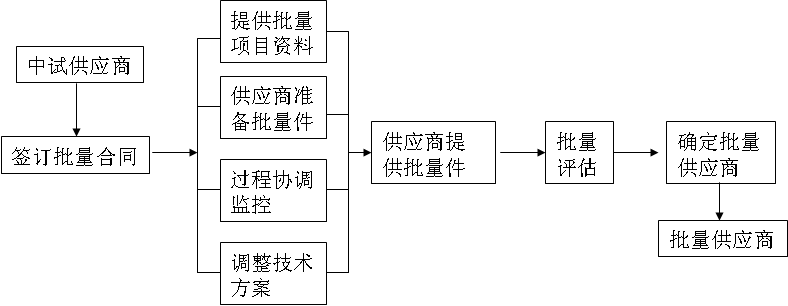 中试供应商
签订批量合同
提供批量
项目资料
供应商准
备批量件
过程协调
监控
调整技术
方案
供应商提
供批量件
批量
评估
确定批量
供应商
批量供应商